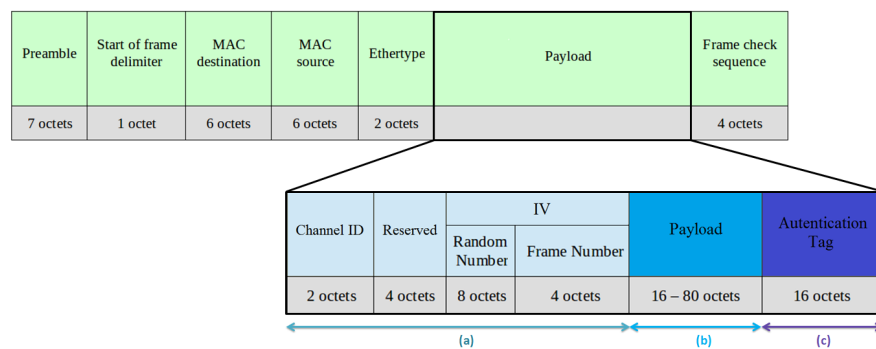 Preamble
Start of frame
delimiter
MAC
destination
MAC
source
Ethertype
Payload
Frame check
sequence
7 octets
1 octet
6 octets
6 octets
2 octets
4 octets
Channel ID
Reserved
IV
Random
Number
Frame Number
Payload
Autentication
Tag
2 octets
4 octets
8 octets
4 octets
16 – 80 octets
16 octets
(a)
(b)
(c)